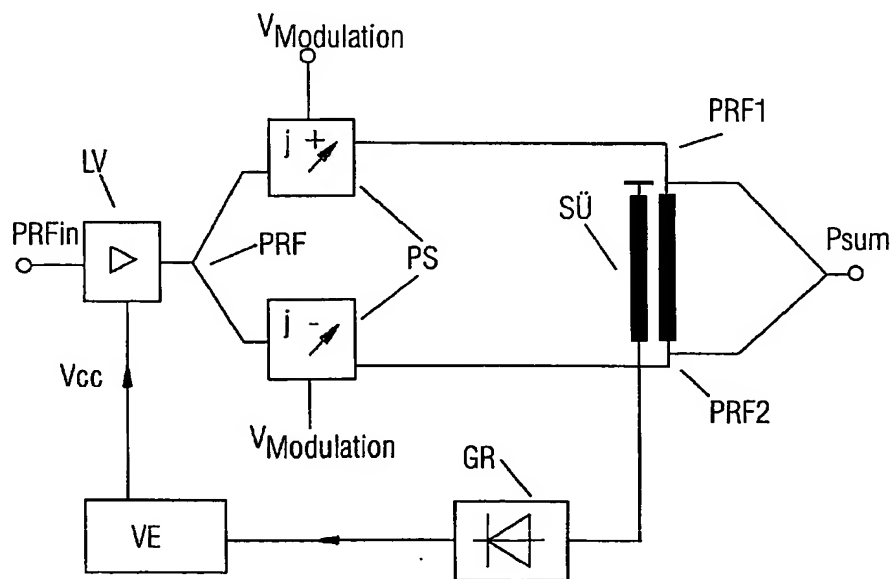 VModulation
PRF1
LV
j +
SÜ
PRFin
PRF
PS
Psum
j -
Vcc
PRF2
VModulation
GR
VE